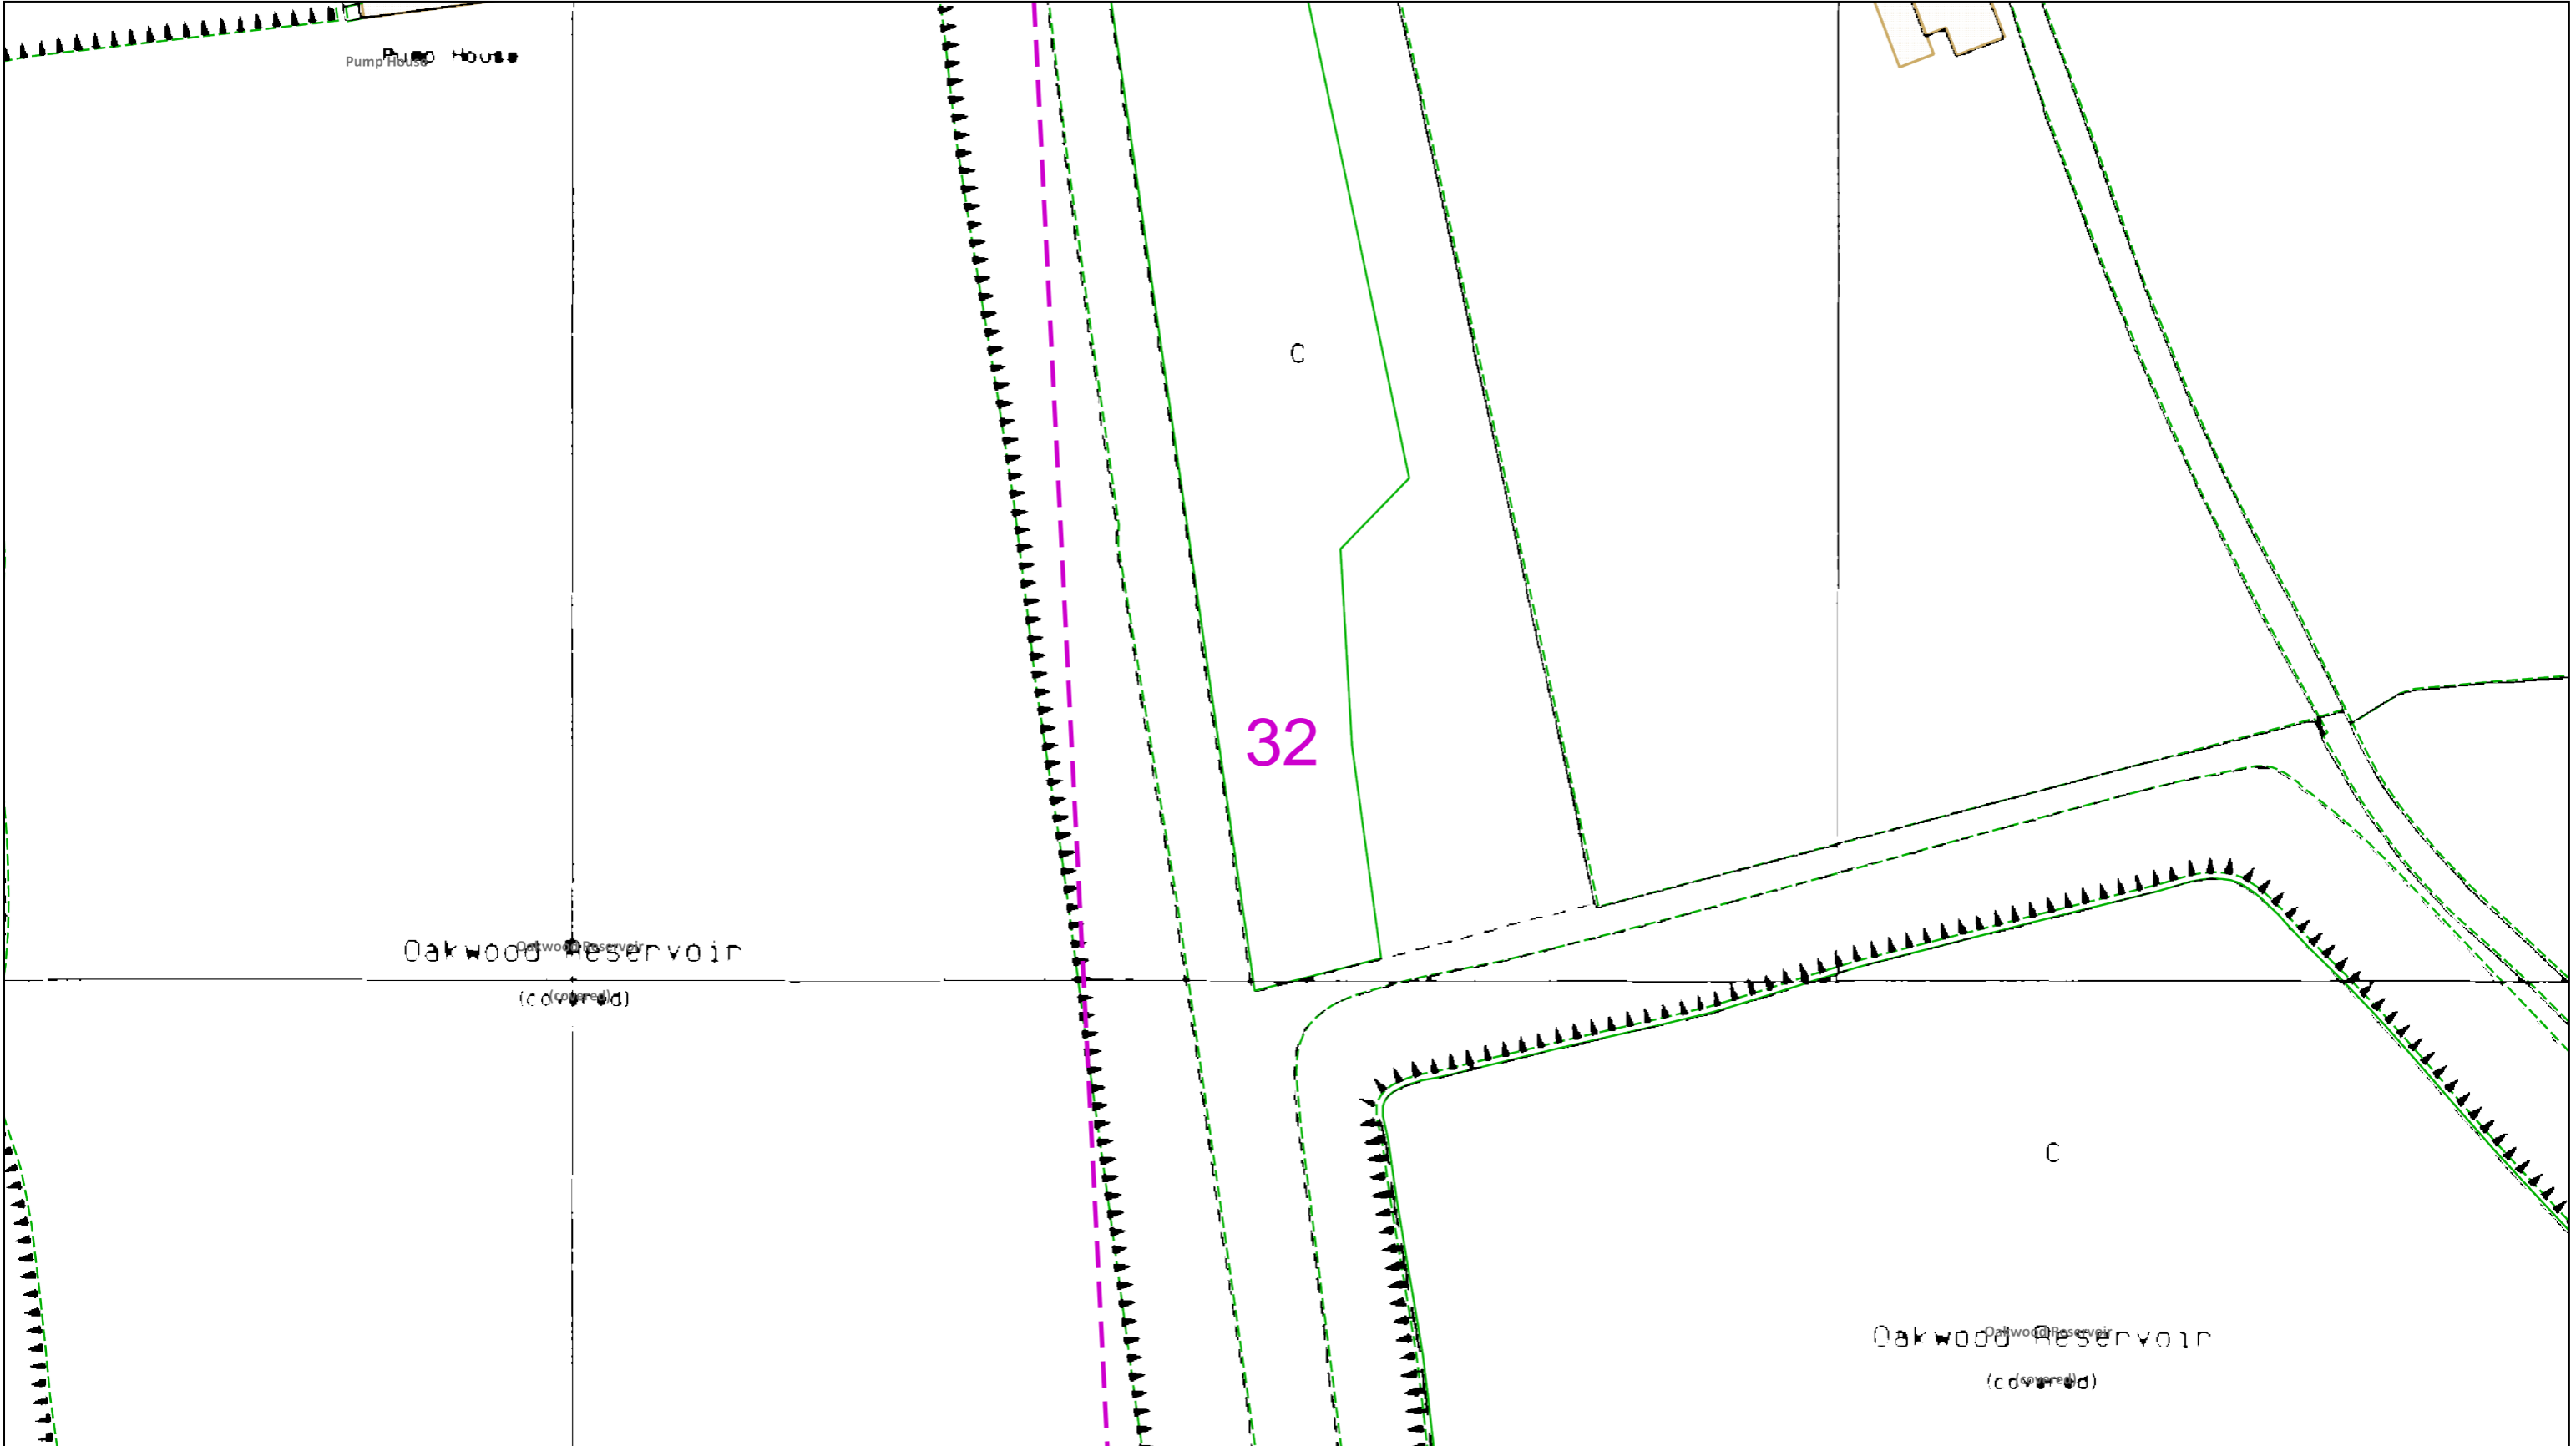 Pump House
Pump House
C
32
Oakwood Reservoir
Oakwood Reservoir
(covered)
(covered)
C
Oakwood Reservoir
Oakwood Reservoir
(covered)
(covered)